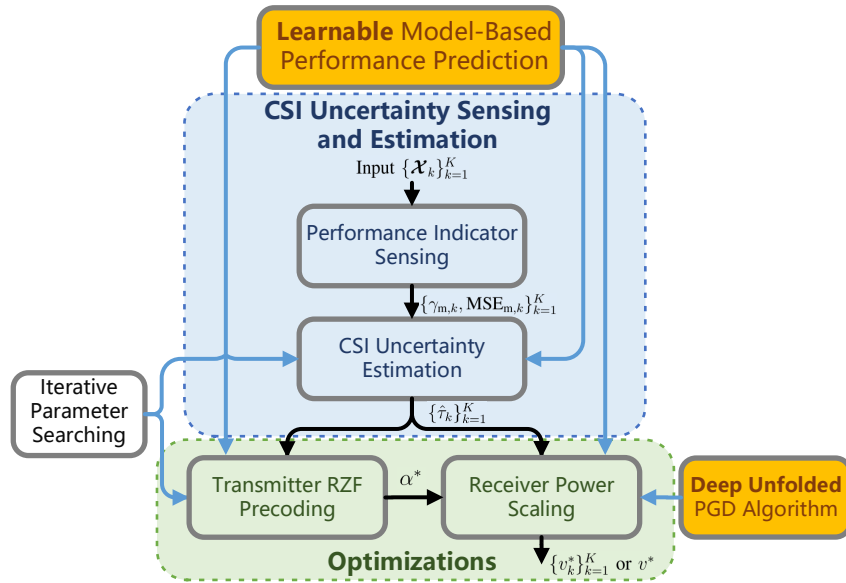 Learnable Model-Based
Performance Prediction
CSI Uncertainty Sensing
and Estimation
Input {𝓧_k}_{k=1}^K
Performance Indicator
Sensing
{γ_{m,k}, MSE_{m,k}}_{k=1}^K
CSI Uncertainty
Estimation
Iterative
Parameter
Searching
{τ̂_k}_{k=1}^K
Transmitter RZF
Precoding
α*
Receiver Power
Scaling
Deep Unfolded
PGD Algorithm
Optimizations
{v_k^*}_{k=1}^K or v*